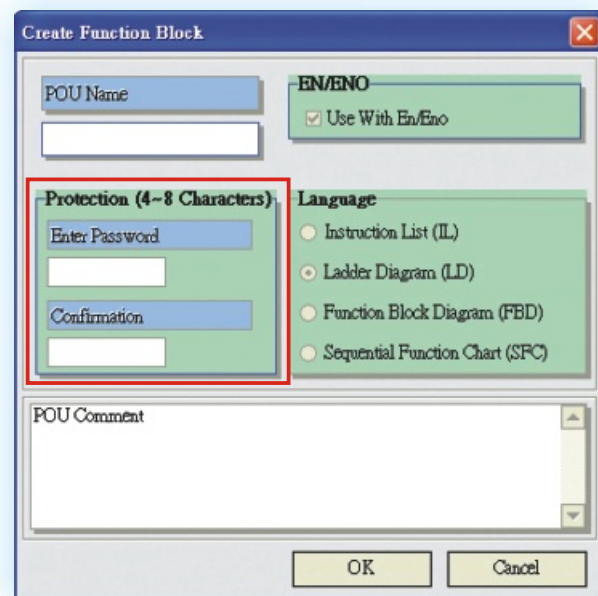 Create Function Block
POU Name
EN/ENO
Use With En/Eno
Protection (4~8 Characters)
Enter Password
Confirmation
Language
Instruction List (IL)
Ladder Diagram (LD)
Function Block Diagram (FBD)
Sequential Function Chart (SFC)
POU Comment
OK
Cancel